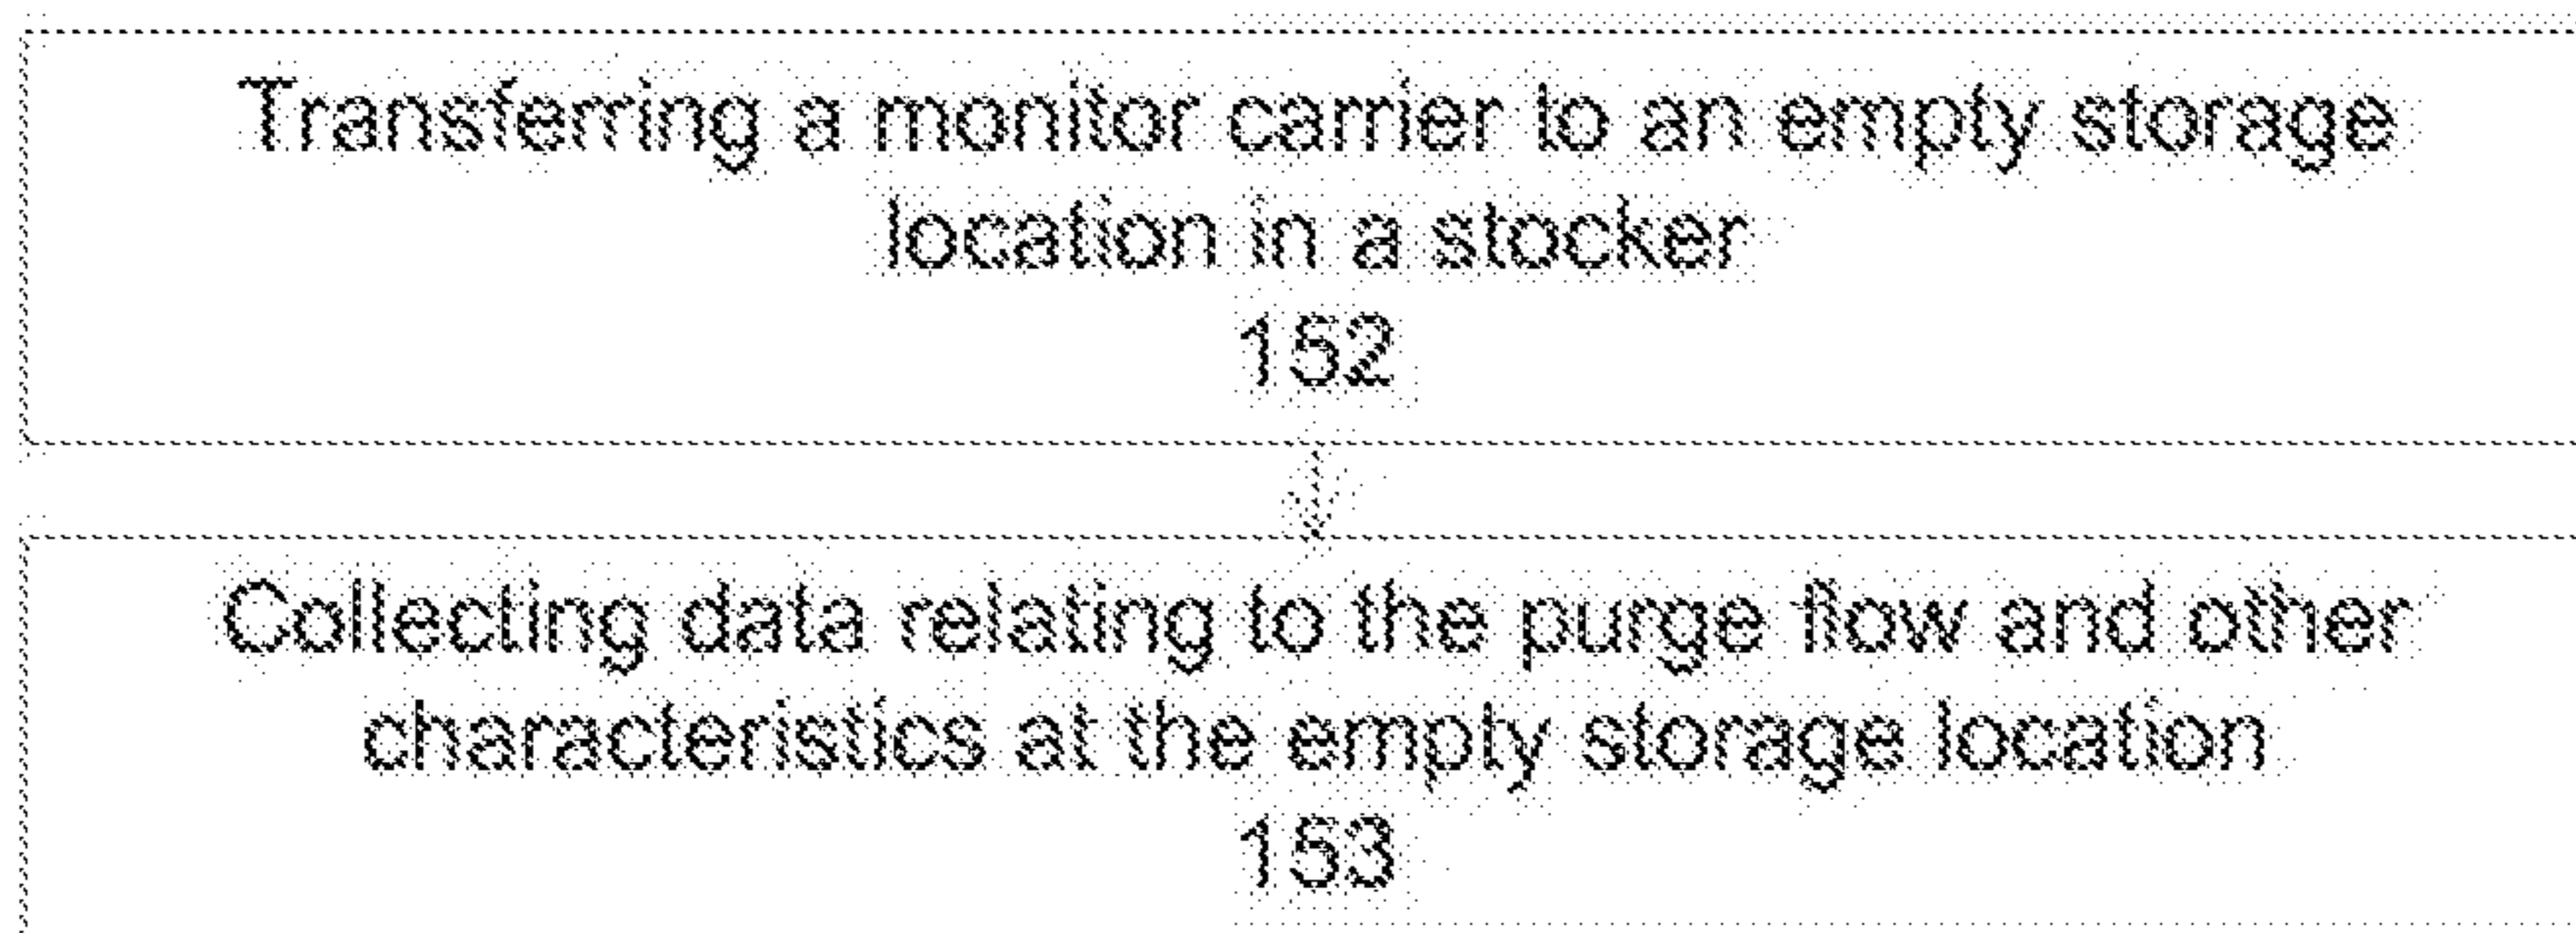 Transferring a monitor carrier to an empty storage
location in a stocker
152
Collecting data relating to the purge flow and other
characteristics at the empty storage location
153